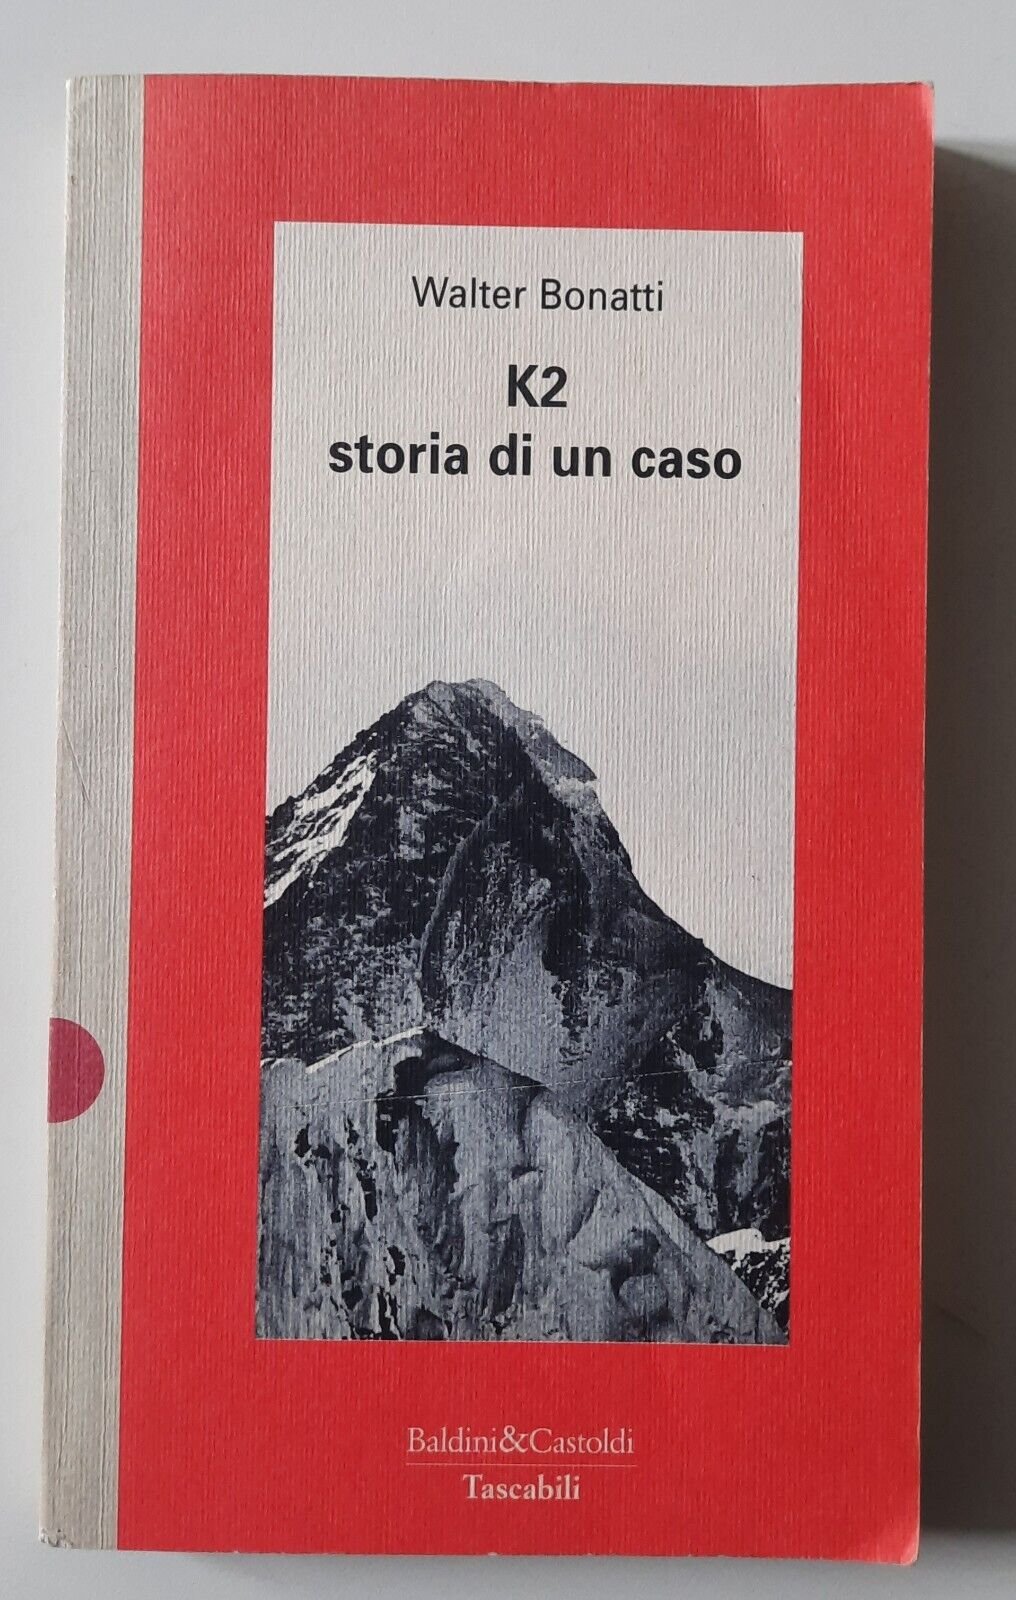 Walter Bonatti
K2
storia di un caso
Baldini&Castoldi
Tascabili